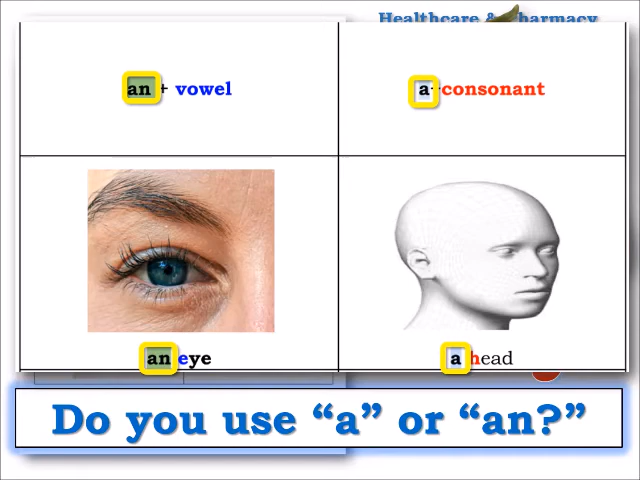 Healthcare & Pharmacy
an + vowel
a+consonant
an eye
a head
Do you use “a” or “an?”